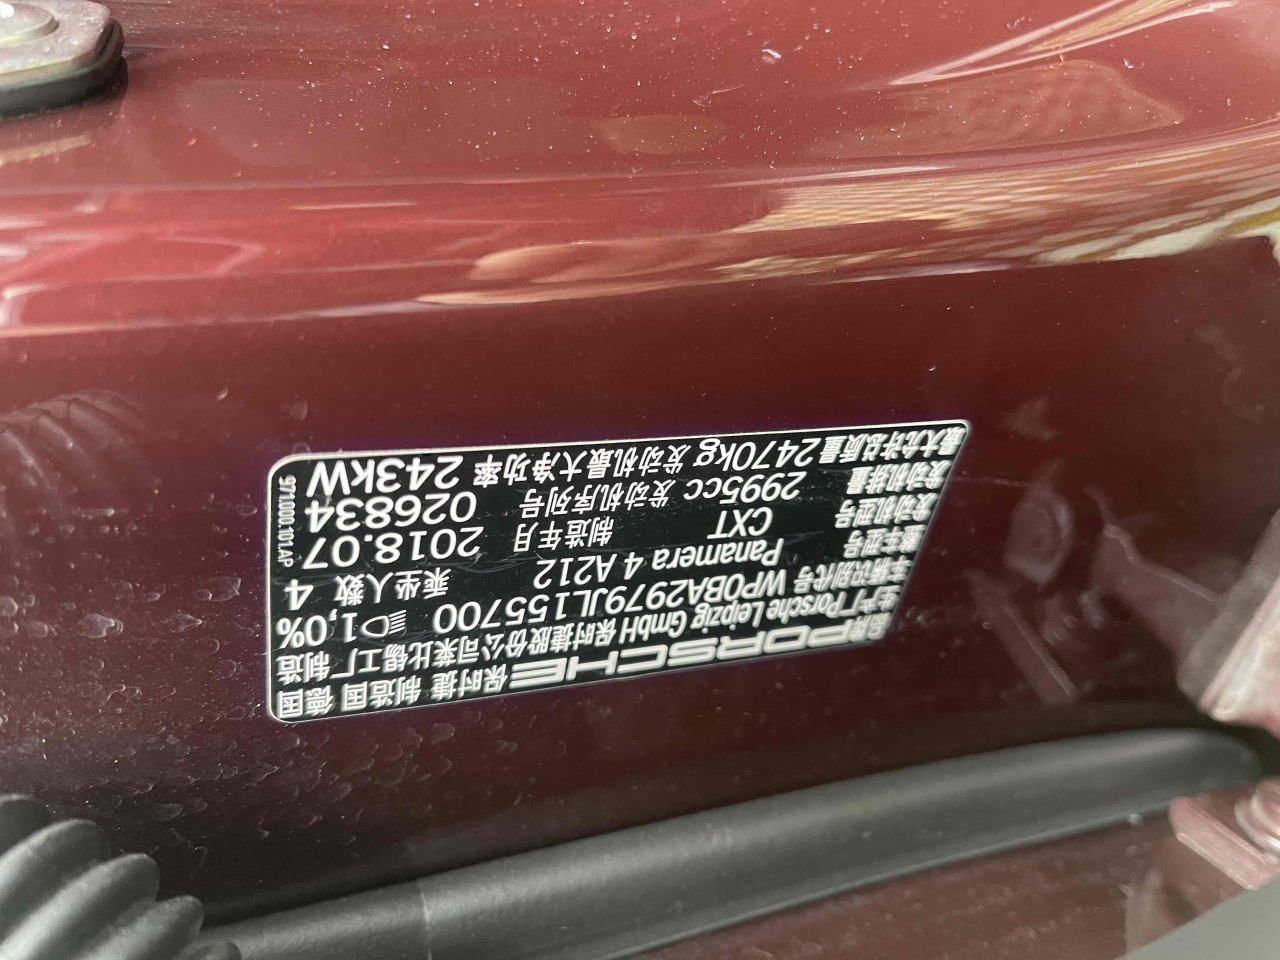 品牌 PORSCHE 保时捷 制造国 德国
生产厂 Porsche Leipzig GmbH 保时捷股份公司莱比锡工厂 制造
车辆识别代号 WP0BA2979JL155700 1,0%
整车型号 Panamera 4 A212 乘坐人数 4
发动机型号 CXT 制造年月 2018.07
发动机排量 2995cc 发动机序列号 026834
最大允许总质量 2470kg 发动机最大净功率 243kW
971.000.101.AP